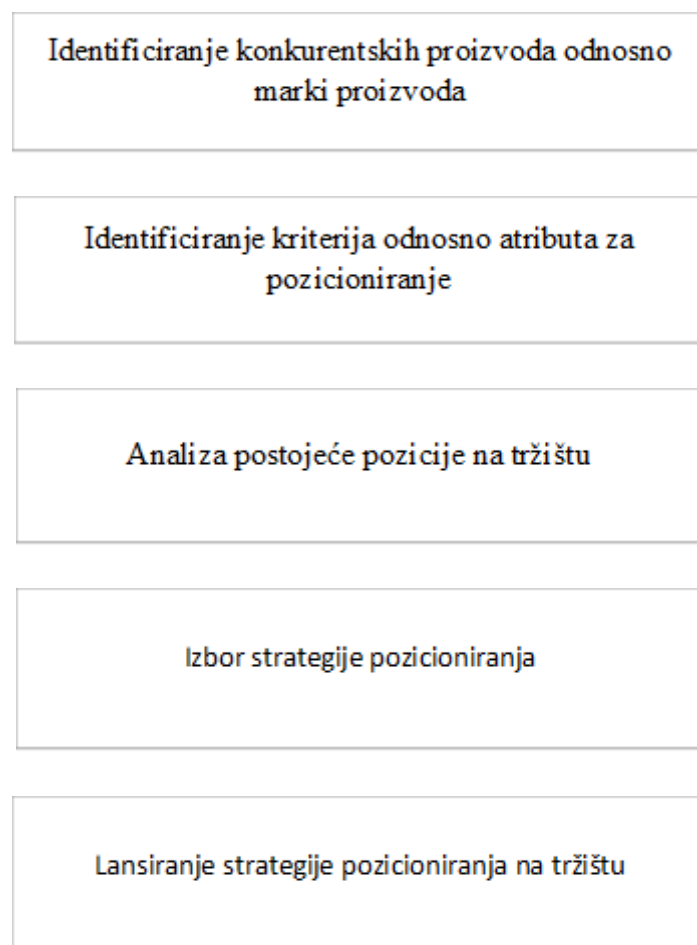 Identificiranje konkurentskih proizvoda odnosno
marki proizvoda
Identificiranje kriterija odnosno atributa za
pozicioniranje
Analiza postojeće pozicije na tržištu
Izbor strategije pozicioniranja
Lansiranje strategije pozicioniranja na tržištu